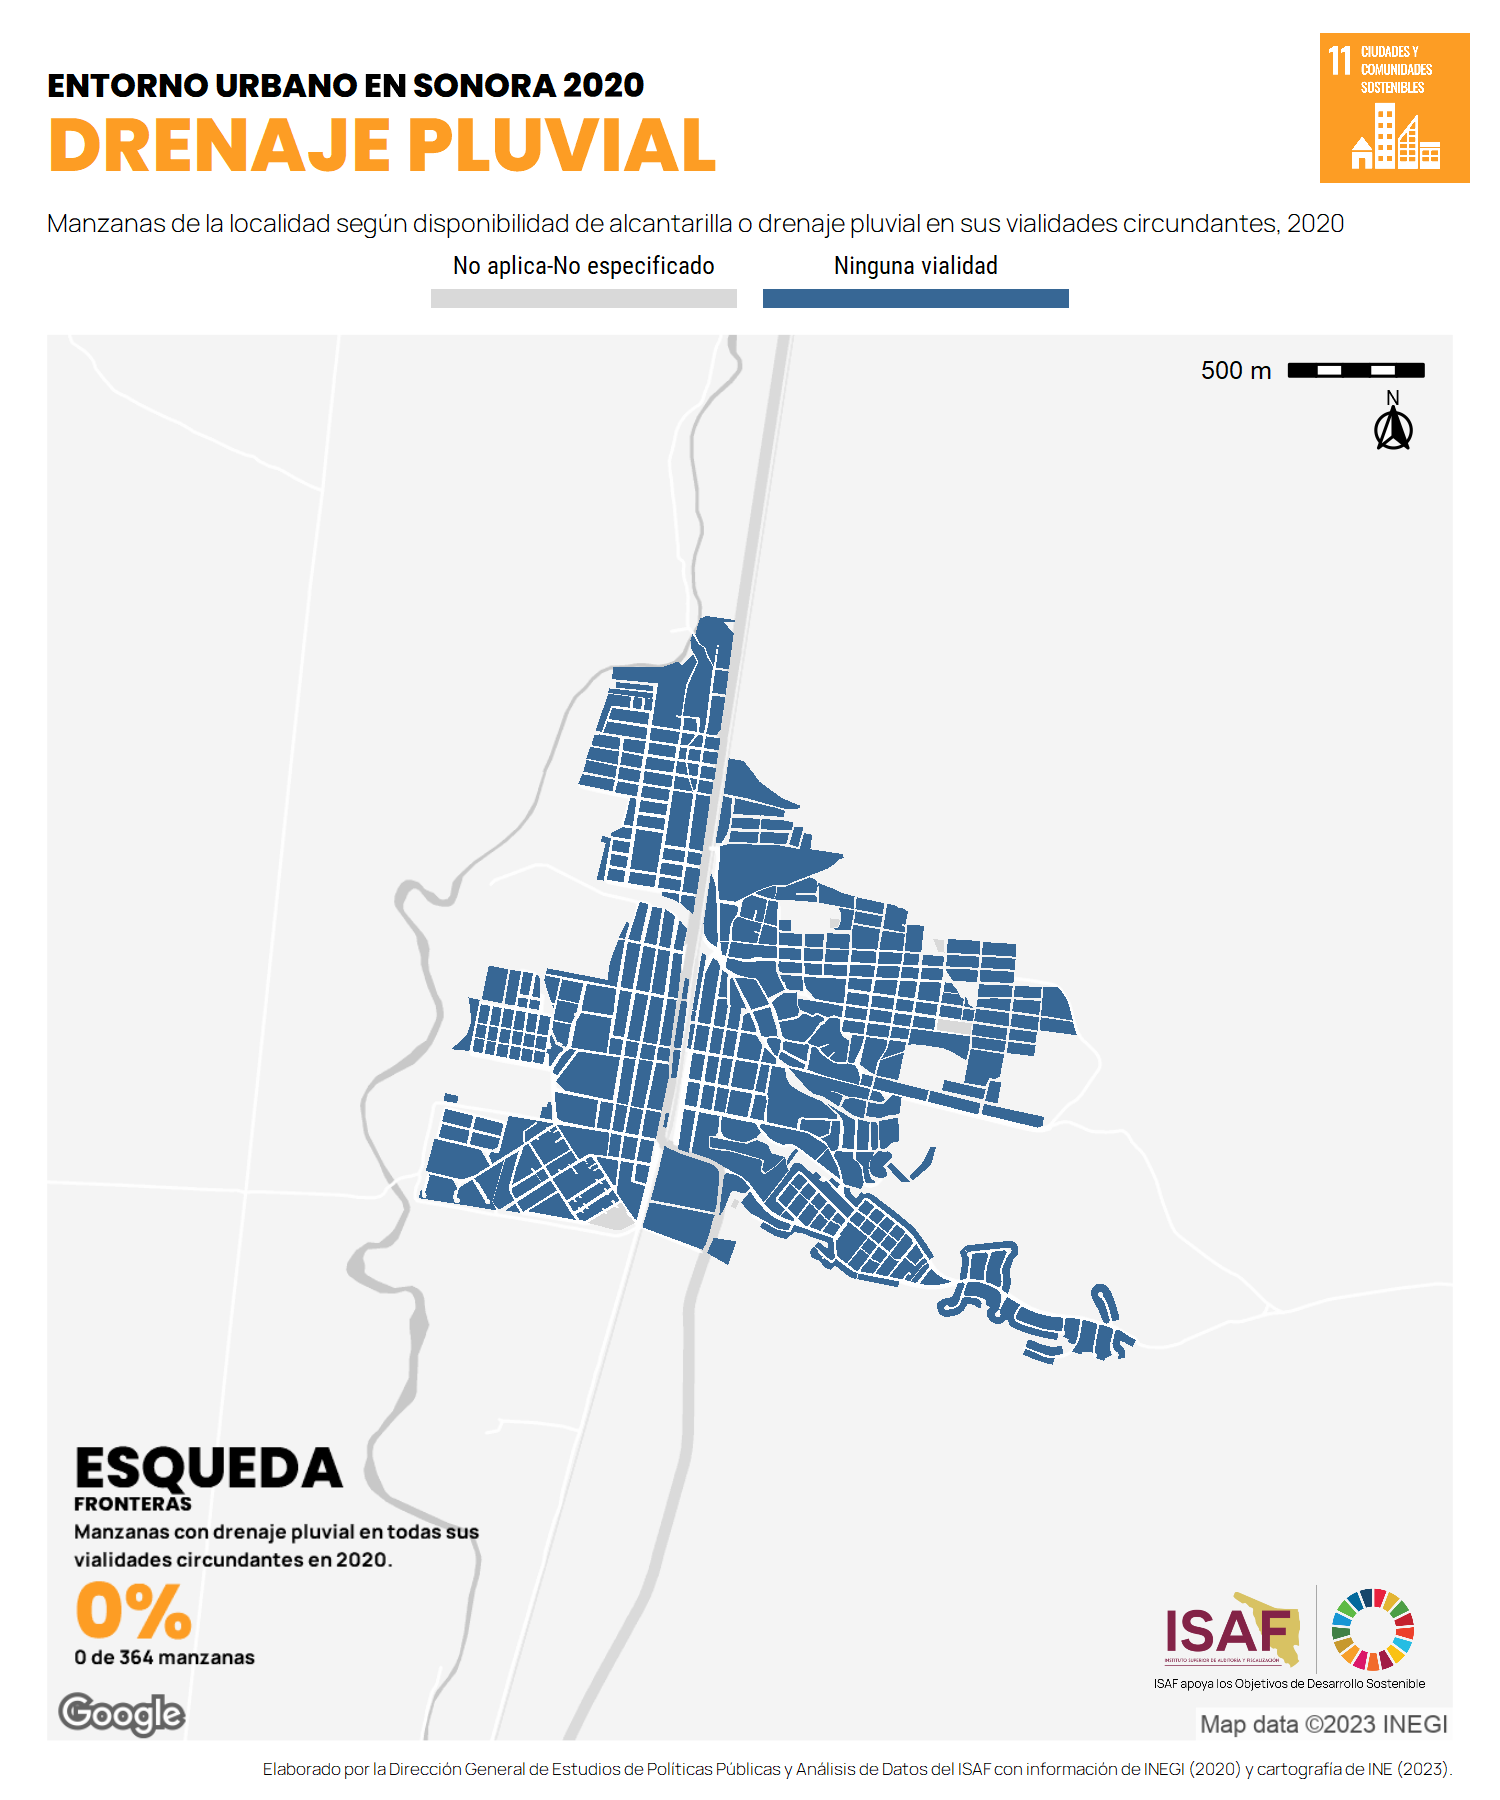 ENTORNO URBANO EN SONORA 2020
DRENAJE PLUVIAL
11 CIUDADES Y
COMUNIDADES
SOSTENIBLES
Manzanas de la localidad según disponibilidad de alcantarilla o drenaje pluvial en sus vialidades circundantes, 2020
No aplica-No especificado
Ninguna vialidad
500 m
N
ESQUEDA
FRONTERAS
Manzanas con drenaje pluvial en todas sus
vialidades circundantes en 2020.
0%
0 de 364 manzanas
Google
ISAF
INSTITUTO SUPERIOR DE AUDITORÍA Y FISCALIZACIÓN
ISAF apoya los Objetivos de Desarrollo Sostenible
Map data ©2023 INEGI
Elaborado por la Dirección General de Estudios de Políticas Públicas y Análisis de Datos del ISAF con información de INEGI (2020) y cartografía de INE (2023).